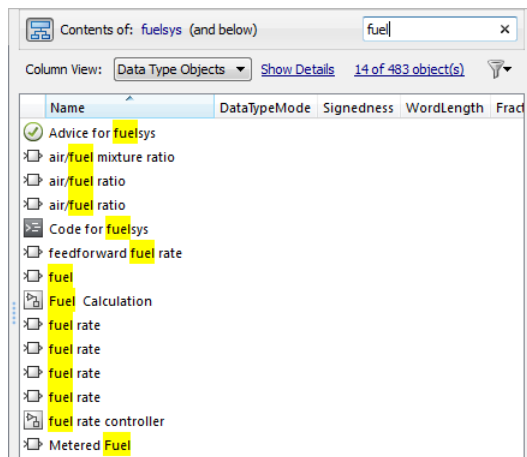 Contents of: fuelsys (and below) fuel ×
Column View: Data Type Objects Show Details 14 of 483 object(s)
Name DataTypeMode Signedness WordLength Fract
Advice for fuelsys
air/fuel mixture ratio
air/fuel ratio
air/fuel ratio
Code for fuelsys
feedforward fuel rate
fuel
Fuel Calculation
fuel rate
fuel rate
fuel rate
fuel rate
fuel rate controller
Metered Fuel